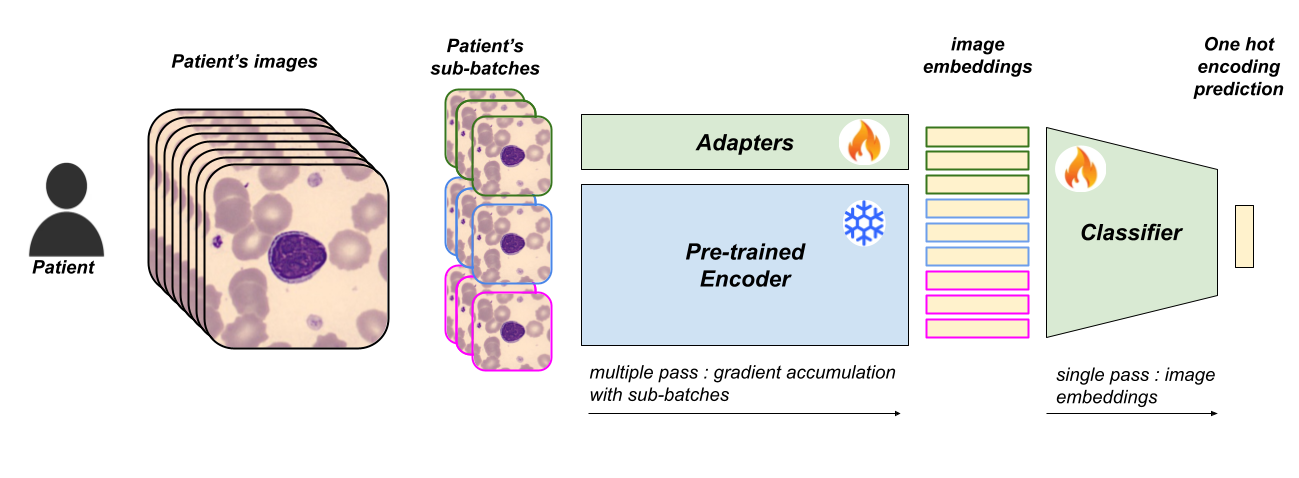 Patient's images
Patient's
sub-batches
image
embeddings
One hot
encoding
prediction
Adapters
Patient
Pre-trained
Encoder
Classifier
multiple pass : gradient accumulation
with sub-batches
single pass : image
embeddings